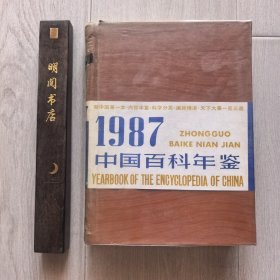 明阅书店
1987
ZHONGGUO
BAIKE NIAN JIAN
中国百科年鉴
YEARBOOK OF THE ENCYCLOPEDIA OF CHINA